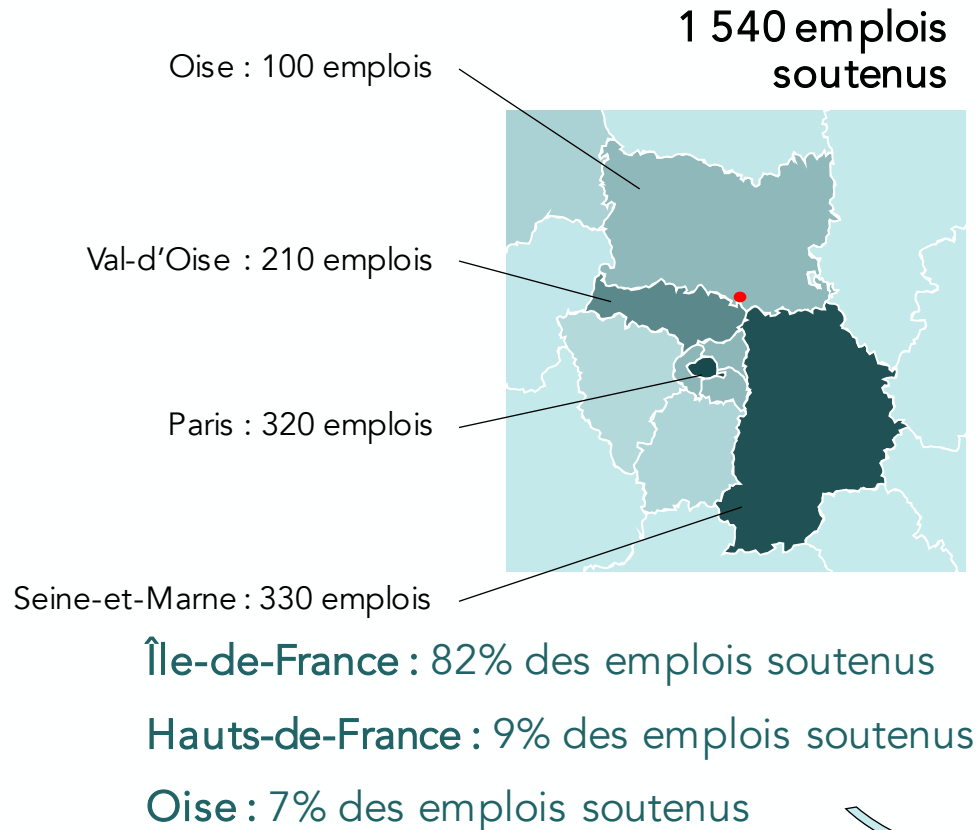 1 540 emplois
soutenus
Oise : 100 emplois
Val-d’Oise : 210 emplois
Paris : 320 emplois
Seine-et-Marne : 330 emplois
Île-de-France : 82% des emplois soutenus
Hauts-de-France : 9% des emplois soutenus
Oise : 7% des emplois soutenus